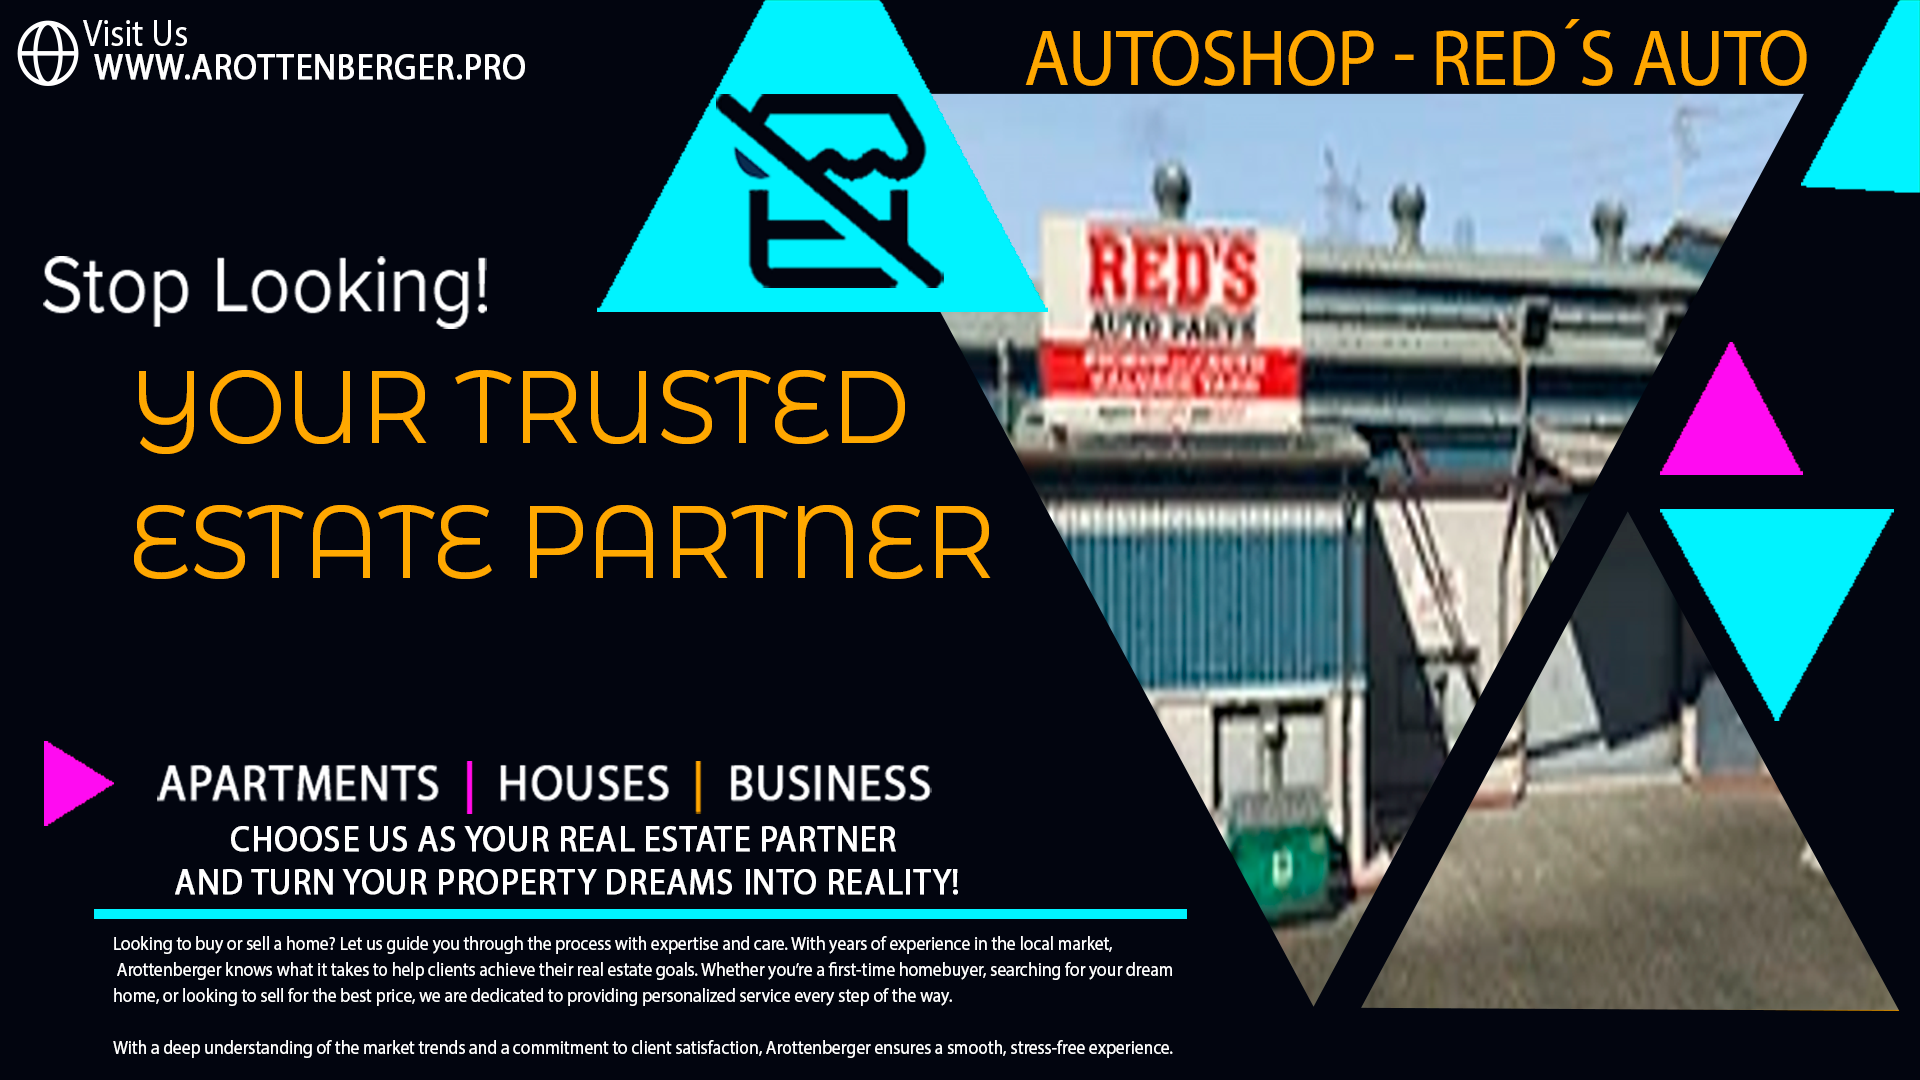 Visit Us
WWW.AROTTENBERGER.PRO
AUTOSHOP - RED´S AUTO
RED'S
AUTO PARTS
Stop Looking!
YOUR TRUSTED
ESTATE PARTNER
APARTMENTS | HOUSES | BUSINESS
CHOOSE US AS YOUR REAL ESTATE PARTNER
AND TURN YOUR PROPERTY DREAMS INTO REALITY!
Looking to buy or sell a home? Let us guide you through the process with expertise and care. With years of experience in the local market,
Arottenberger knows what it takes to help clients achieve their real estate goals. Whether you’re a first-time homebuyer, searching for your dream
home, or looking to sell for the best price, we are dedicated to providing personalized service every step of the way.
With a deep understanding of the market trends and a commitment to client satisfaction, Arottenberger ensures a smooth, stress-free experience.